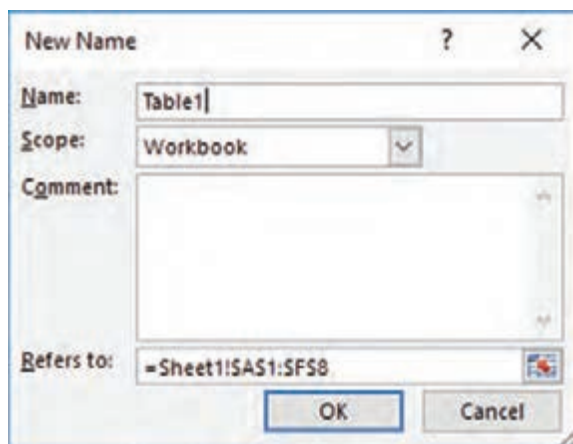 New Name ? X
Name: Table1
Scope: Workbook
Comment:
Refers to: =Sheet1!$A$1:$F$8
OK Cancel